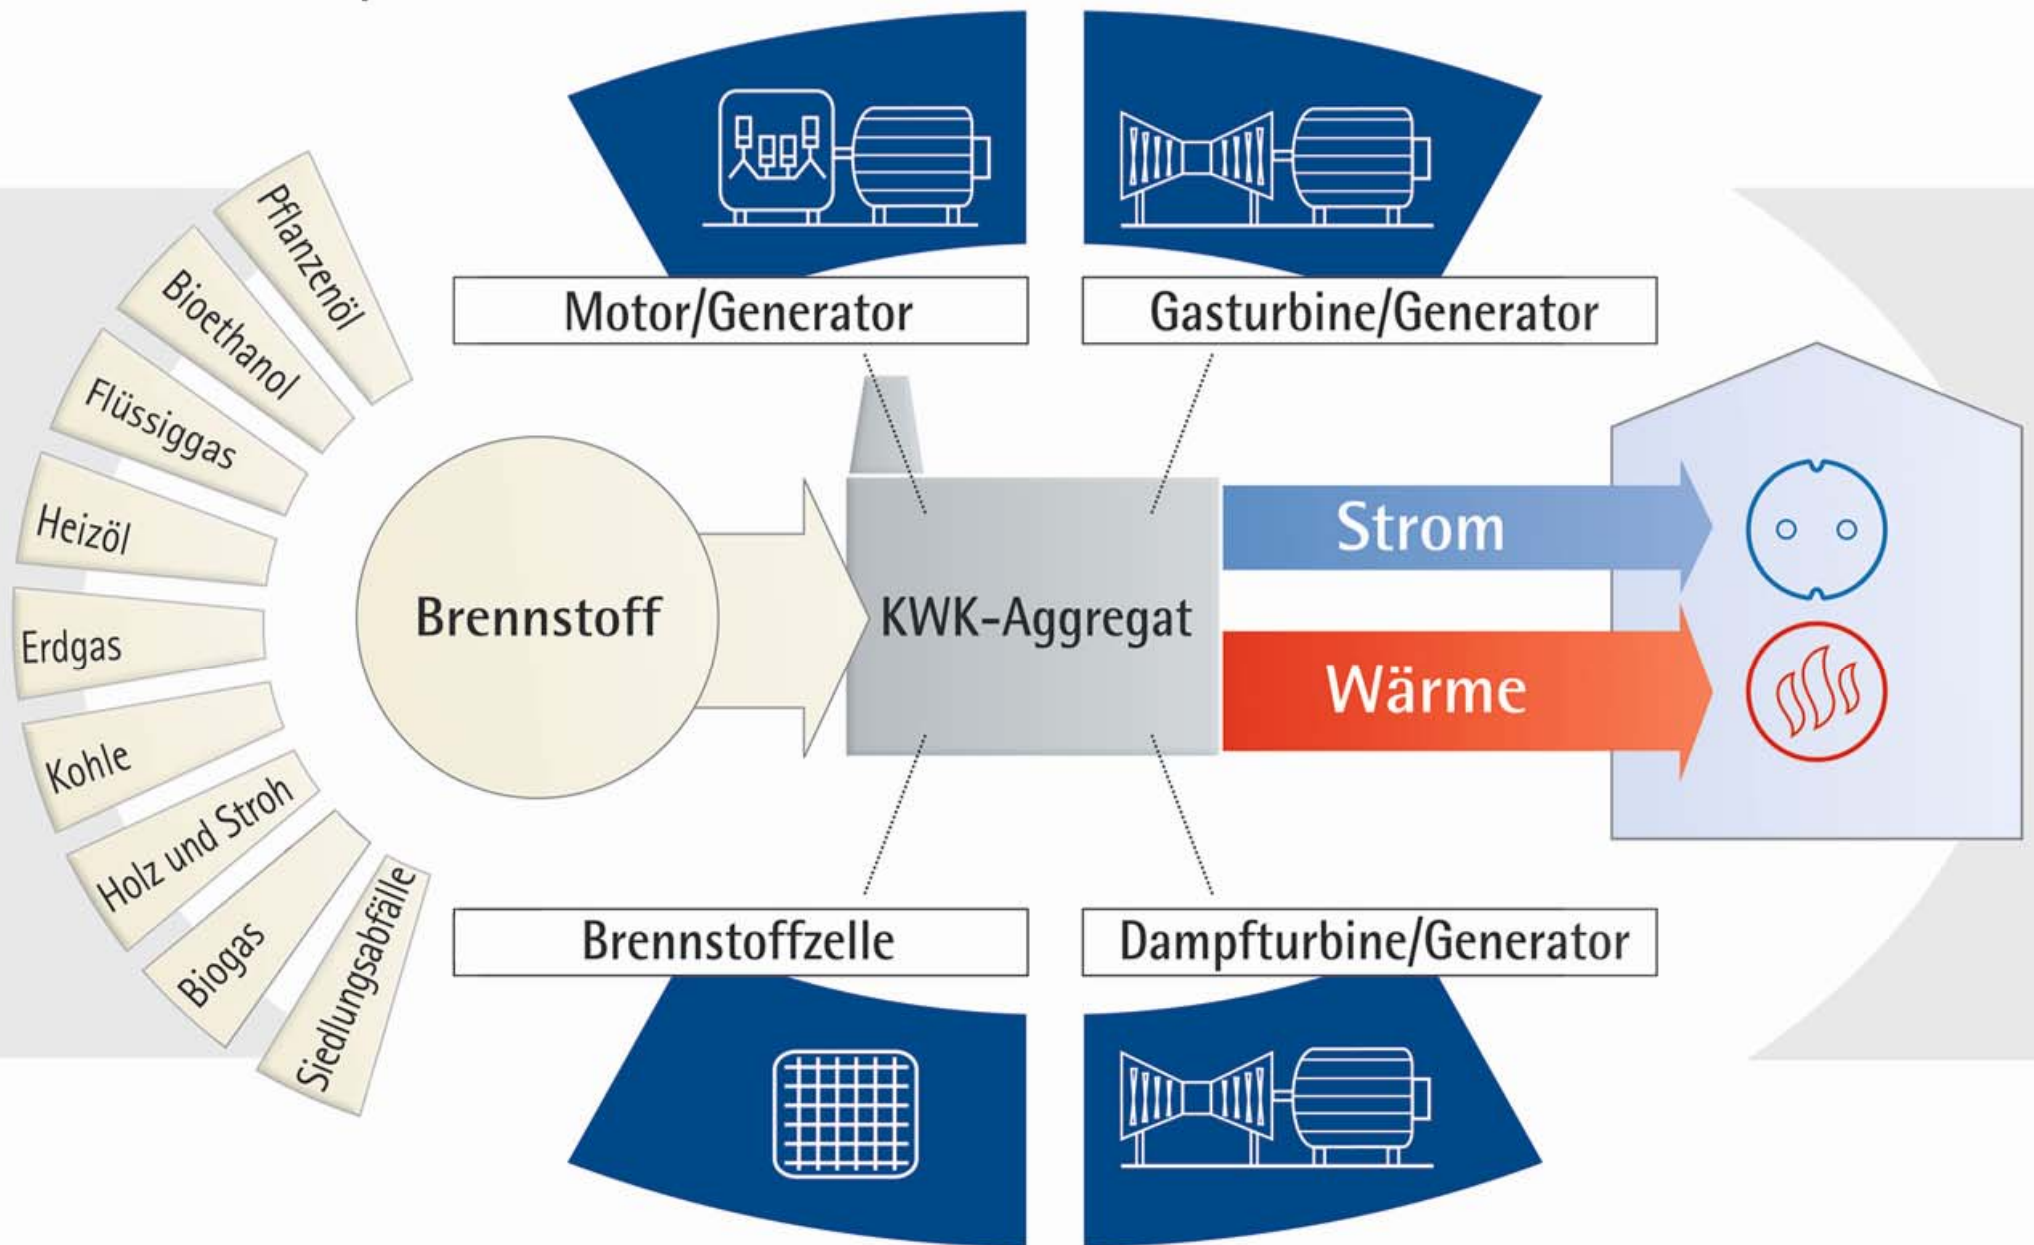 Pflanzenöl
Bioethanol
Flüssiggas
Heizöl
Erdgas
Kohle
Holz und Stroh
Biogas
Siedlungsabfälle
Brennstoff
Motor/Generator
Gasturbine/Generator
KWK-Aggregat
Brennstoffzelle
Dampfturbine/Generator
Strom
Wärme